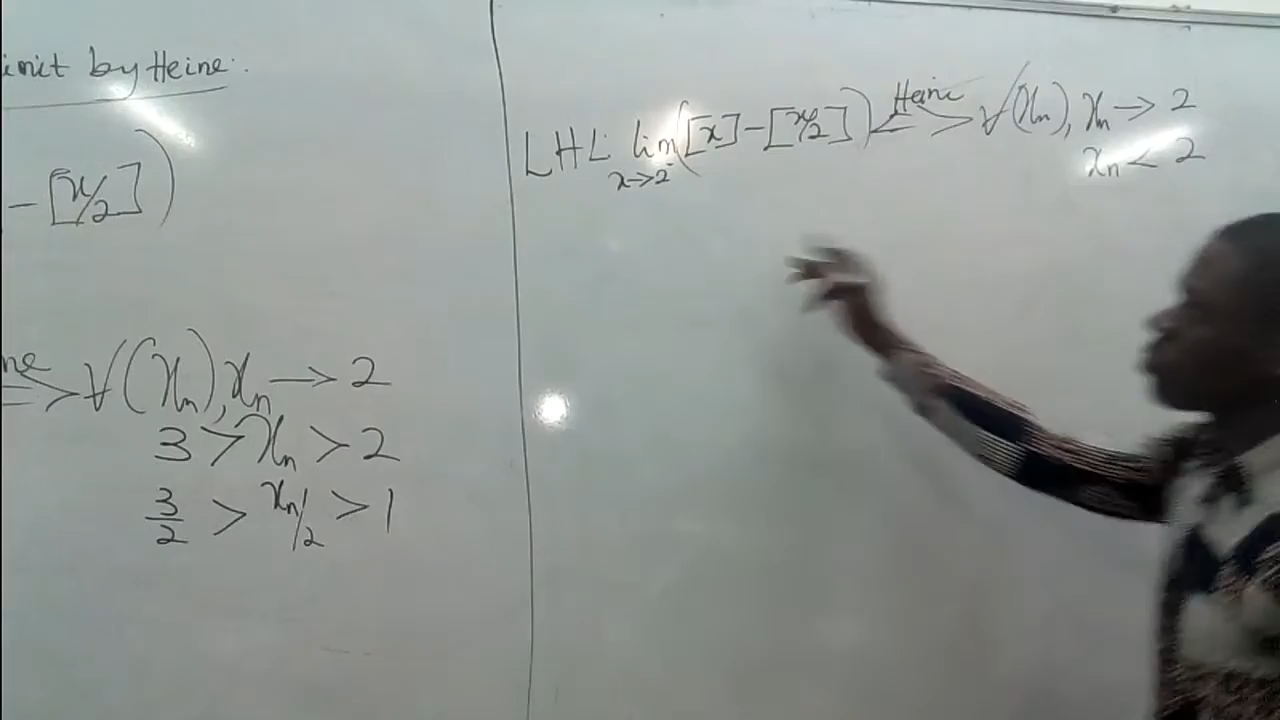 imit by Heine.
- [x/2])
ne
=> ∀(xn), xn → 2
3 > xn > 2
3/2 > xn/2 > 1
LHL lim ([x] - [x/2]) <=> Heine ∀(xn), xn → 2
x→2⁻
xn < 2